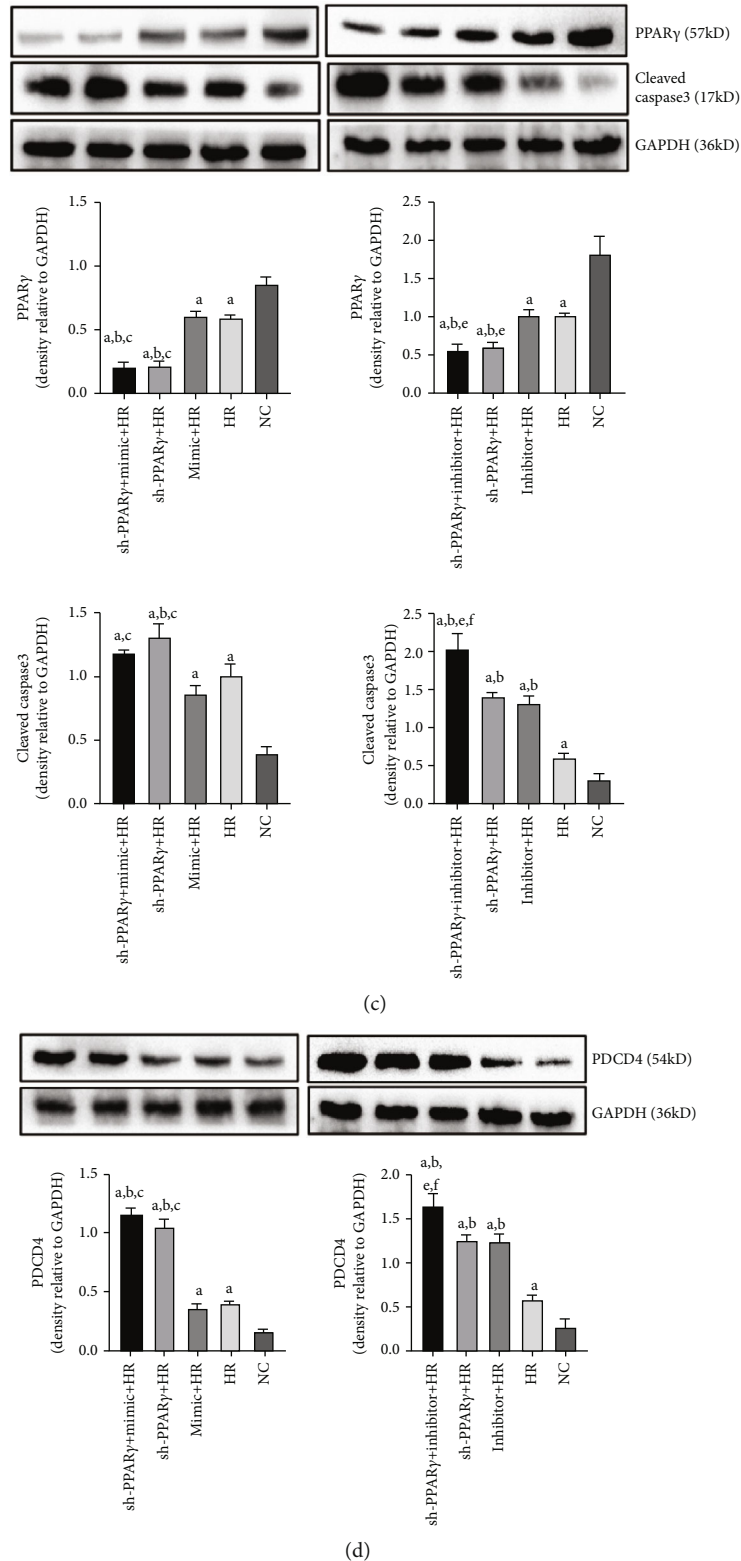 PPARγ (57kD)
Cleaved
caspase3 (17kD)
GAPDH (36kD)
PPARγ
(density relative to GAPDH)
1.5
1.0
0.5
0.0
a,b,c
a,b,c
a
a
sh-PPARγ+mimic+HR
sh-PPARγ+HR
Mimic+HR
HR
NC
PPARγ
(density relative to GAPDH)
2.5
2.0
1.5
1.0
0.5
0.0
a,b,e
a,b,e
a
a
sh-PPARγ+inhibitor+HR
sh-PPARγ+HR
Inhibitor+HR
HR
NC
Cleaved caspase3
(density relative to GAPDH)
1.5
1.0
0.5
0.0
a,c
a,b,c
a
a
sh-PPARγ+mimic+HR
sh-PPARγ+HR
Mimic+HR
HR
NC
Cleaved caspase3
(density relative to GAPDH)
2.5
2.0
1.5
1.0
0.5
0.0
a,b,e,f
a,b
a,b
a
sh-PPARγ+inhibitor+HR
sh-PPARγ+HR
Inhibitor+HR
HR
NC
(c)
PDCD4 (54kD)
GAPDH (36kD)
PDCD4
(density relative to GAPDH)
1.5
1.0
0.5
0.0
a,b,c
a,b,c
a
a
sh-PPARγ+mimic+HR
sh-PPARγ+HR
Mimic+HR
HR
NC
PDCD4
(density relative to GAPDH)
2.0
1.5
1.0
0.5
0.0
a,b,
e,f
a,b
a,b
a
sh-PPARγ+inhibitor+HR
sh-PPARγ+HR
Inhibitor+HR
HR
NC
(d)